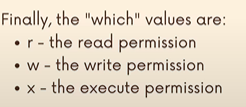 Finally, the "which" values are:
• r - the read permission
• w - the write permission
• x - the execute permission